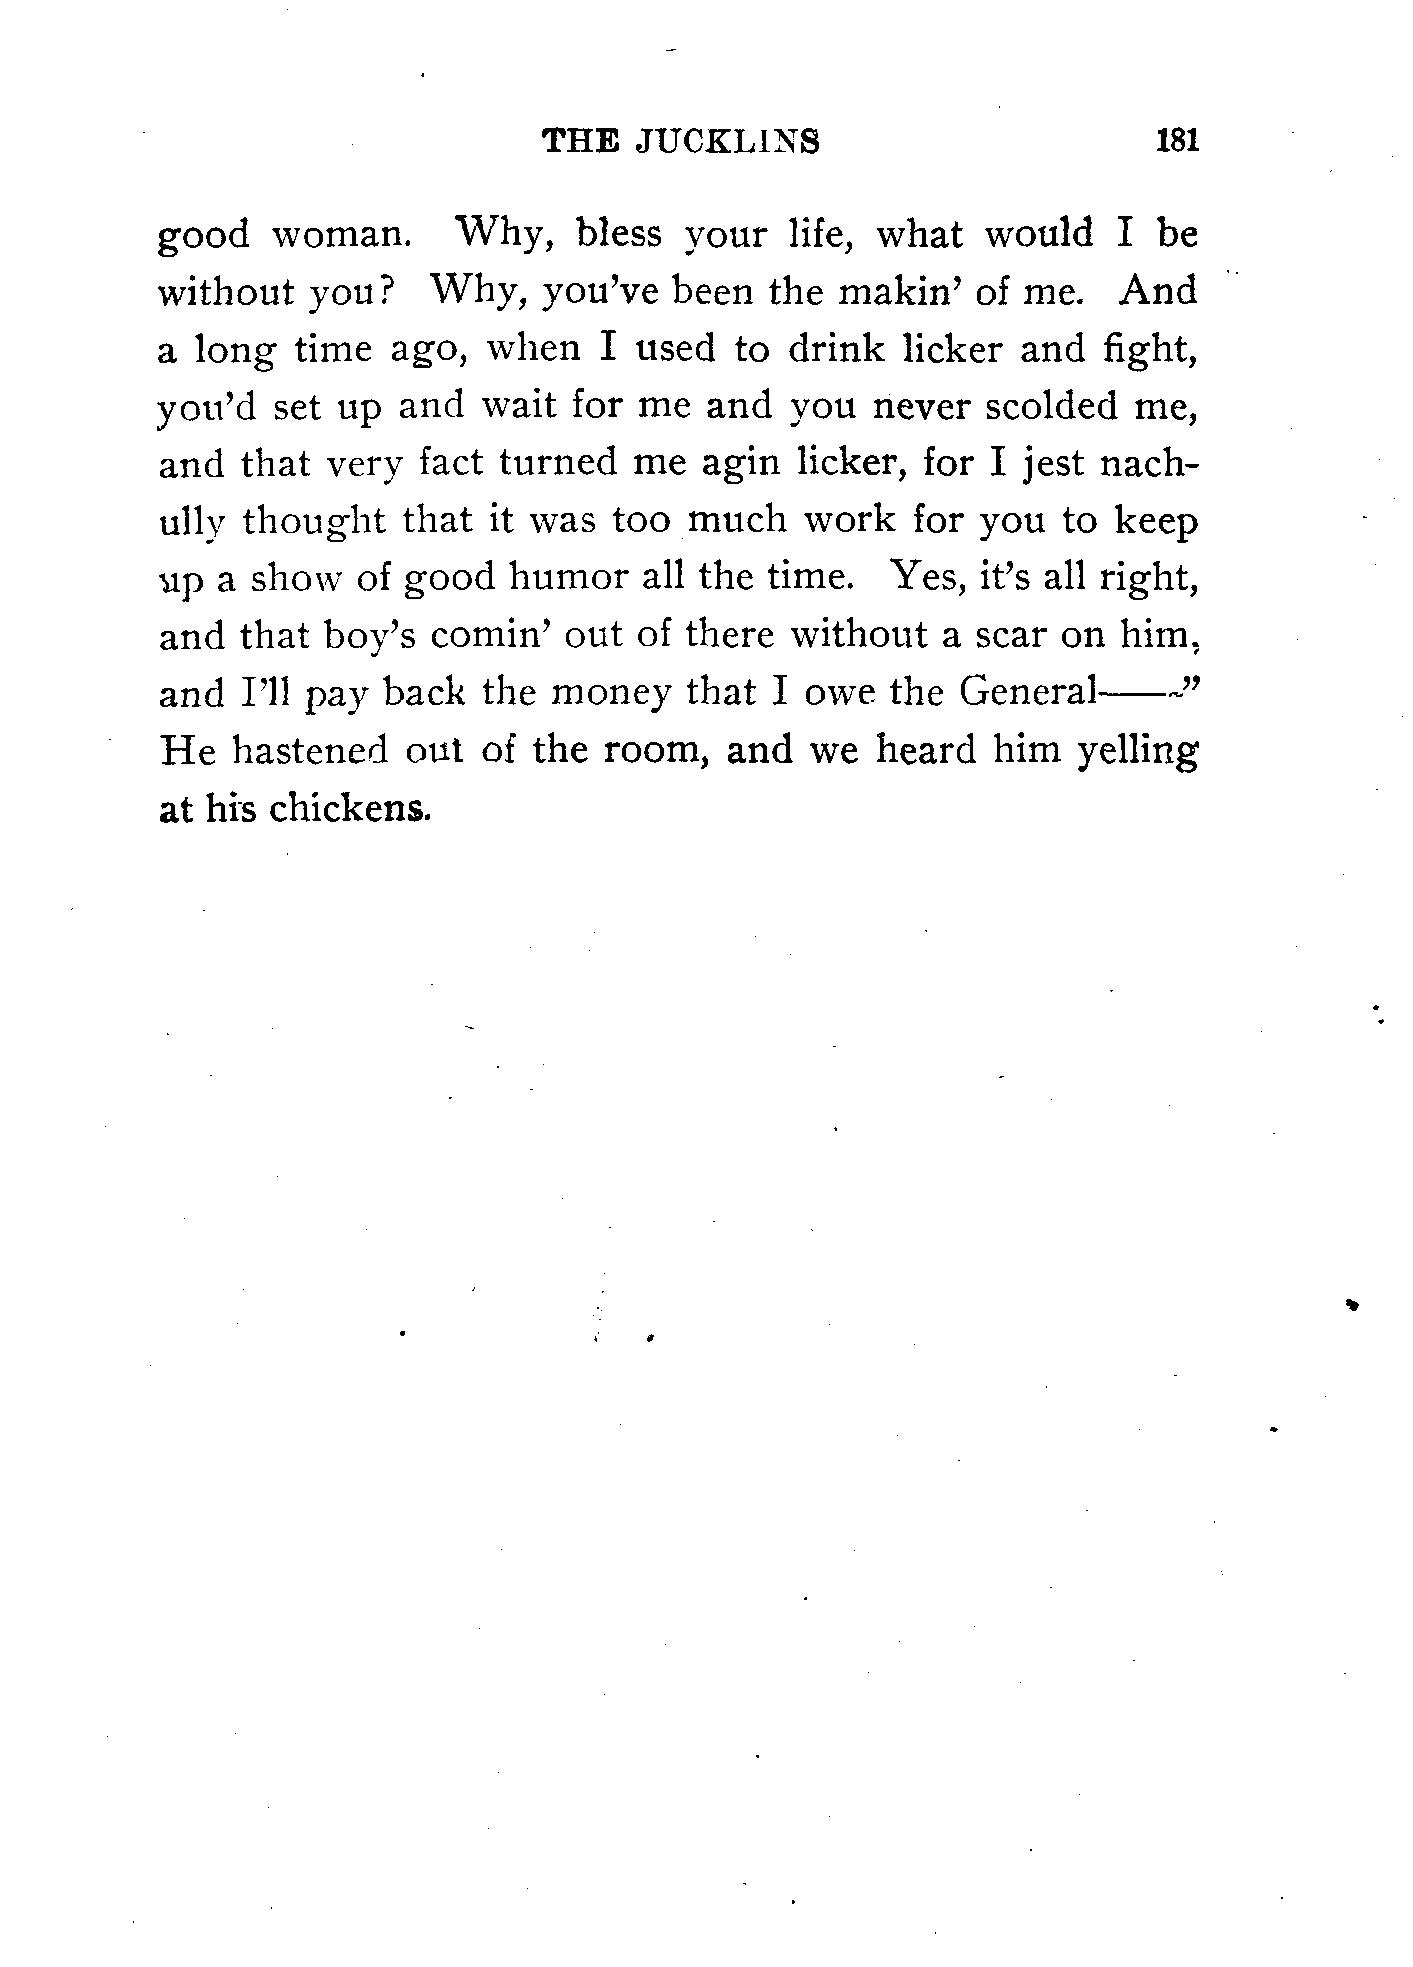 THE JUCKLINS 181
good woman. Why, bless your life, what would I be
without you? Why, you've been the makin' of me. And
a long time ago, when I used to drink licker and fight,
you'd set up and wait for me and you never scolded me,
and that very fact turned me agin licker, for I jest nach-
ully thought that it was too much work for you to keep
up a show of good humor all the time. Yes, it's all right,
and that boy's comin' out of there without a scar on him,
and I'll pay back the money that I owe the General——"
He hastened out of the room, and we heard him yelling
at his chickens.